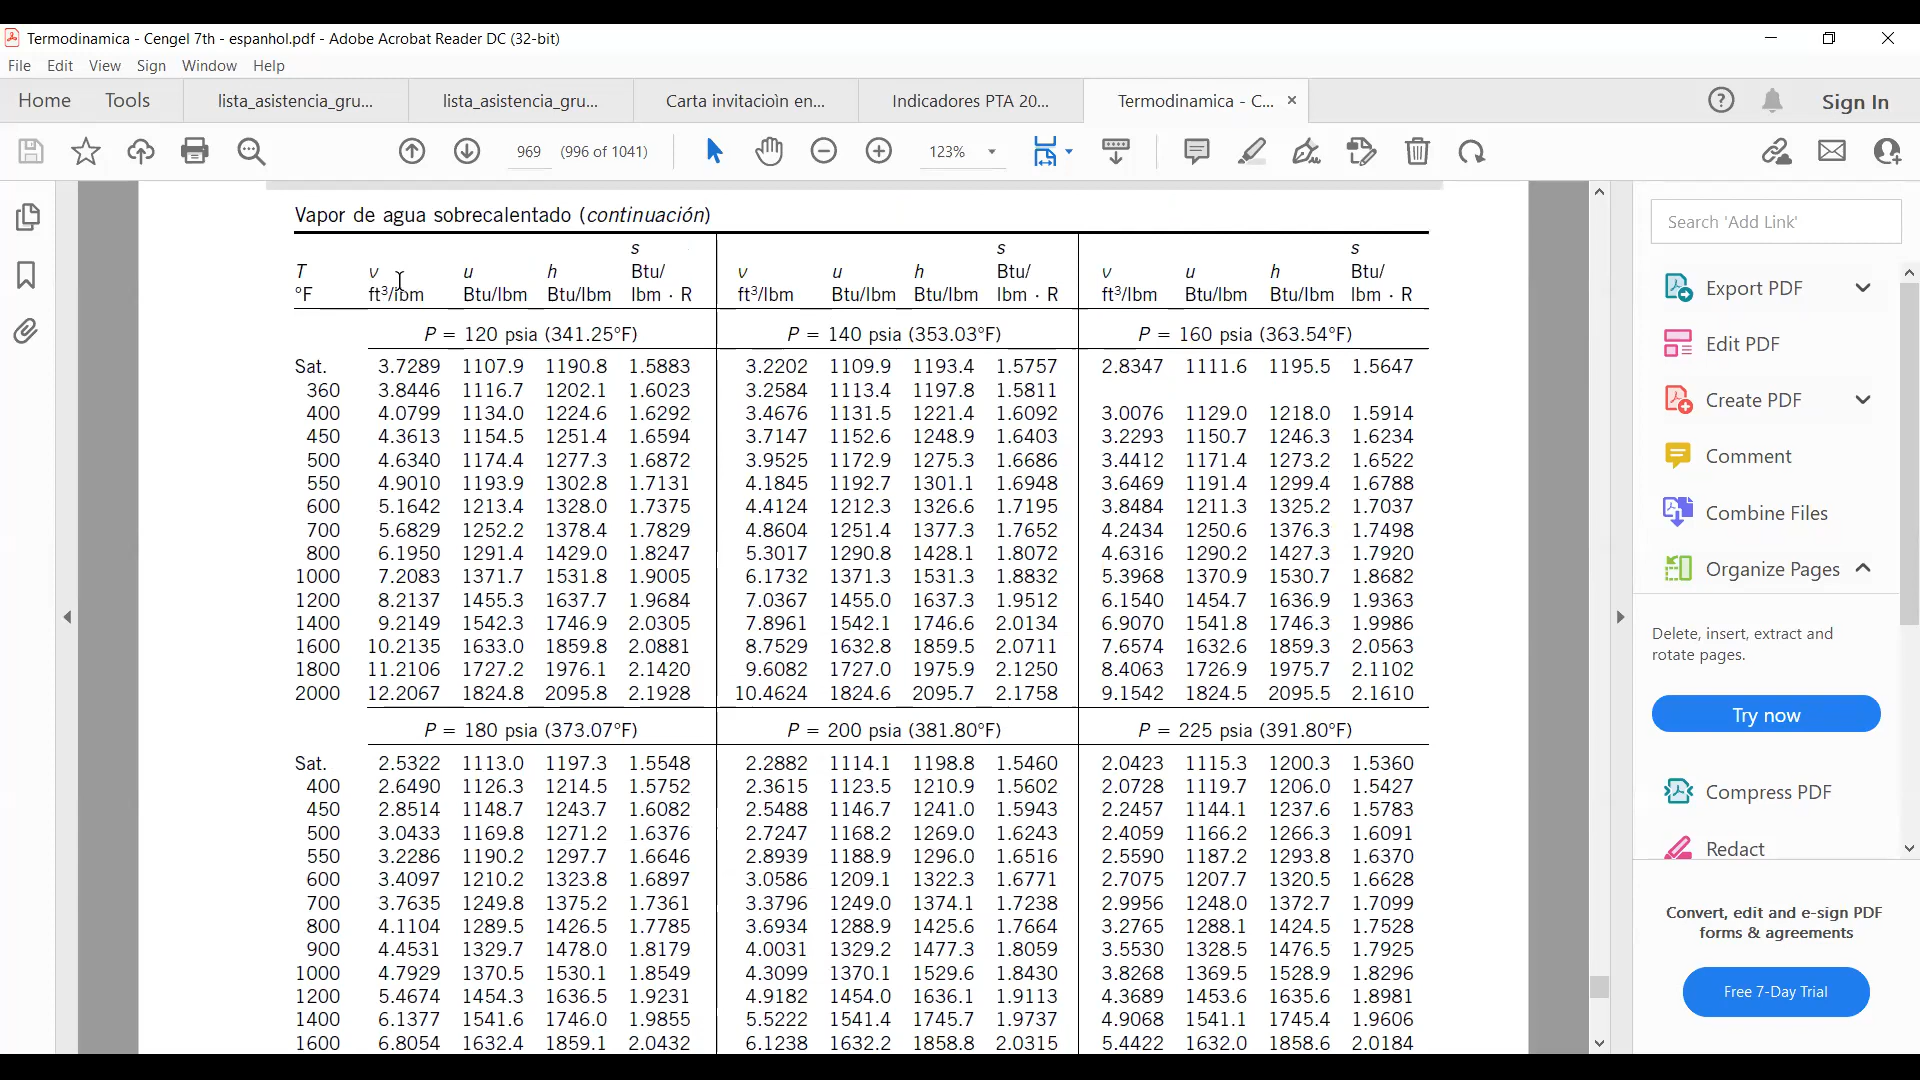 Termodinamica - Cengel 7th - espanhol.pdf - Adobe Acrobat Reader DC (32-bit)
File Edit View Sign Window Help
Home Tools lista_asistencia_gru... lista_asistencia_gru... Carta invitacioìn en... Indicadores PTA 20... Termodinamica - C... × Sign In
969 (996 of 1041) 123%
Vapor de agua sobrecalentado (continuación)
s s s
T v u h Btu/ v u h Btu/ v u h Btu/
°F ft³/lbm Btu/lbm Btu/lbm lbm · R ft³/lbm Btu/lbm Btu/lbm lbm · R ft³/lbm Btu/lbm Btu/lbm lbm · R
P = 120 psia (341.25°F) P = 140 psia (353.03°F) P = 160 psia (363.54°F)
Sat. 3.7289 1107.9 1190.8 1.5883 3.2202 1109.9 1193.4 1.5757 2.8347 1111.6 1195.5 1.5647
360 3.8446 1116.7 1202.1 1.6023 3.2584 1113.4 1197.8 1.5811
400 4.0799 1134.0 1224.6 1.6292 3.4676 1131.5 1221.4 1.6092 3.0076 1129.0 1218.0 1.5914
450 4.3613 1154.5 1251.4 1.6594 3.7147 1152.6 1248.9 1.6403 3.2293 1150.7 1246.3 1.6234
500 4.6340 1174.4 1277.3 1.6872 3.9525 1172.9 1275.3 1.6686 3.4412 1171.4 1273.2 1.6522
550 4.9010 1193.9 1302.8 1.7131 4.1845 1192.7 1301.1 1.6948 3.6469 1191.4 1299.4 1.6788
600 5.1642 1213.4 1328.0 1.7375 4.4124 1212.3 1326.6 1.7195 3.8484 1211.3 1325.2 1.7037
700 5.6829 1252.2 1378.4 1.7829 4.8604 1251.4 1377.3 1.7652 4.2434 1250.6 1376.3 1.7498
800 6.1950 1291.4 1429.0 1.8247 5.3017 1290.8 1428.1 1.8072 4.6316 1290.2 1427.3 1.7920
1000 7.2083 1371.7 1531.8 1.9005 6.1732 1371.3 1531.3 1.8832 5.3968 1370.9 1530.7 1.8682
1200 8.2137 1455.3 1637.7 1.9684 7.0367 1455.0 1637.3 1.9512 6.1540 1454.7 1636.9 1.9363
1400 9.2149 1542.3 1746.9 2.0305 7.8961 1542.1 1746.6 2.0134 6.9070 1541.8 1746.3 1.9986
1600 10.2135 1633.0 1859.8 2.0881 8.7529 1632.8 1859.5 2.0711 7.6574 1632.6 1859.3 2.0563
1800 11.2106 1727.2 1976.1 2.1420 9.6082 1727.0 1975.9 2.1250 8.4063 1726.9 1975.7 2.1102
2000 12.2067 1824.8 2095.8 2.1928 10.4624 1824.6 2095.7 2.1758 9.1542 1824.5 2095.5 2.1610
P = 180 psia (373.07°F) P = 200 psia (381.80°F) P = 225 psia (391.80°F)
Sat. 2.5322 1113.0 1197.3 1.5548 2.2882 1114.1 1198.8 1.5460 2.0423 1115.3 1200.3 1.5360
400 2.6490 1126.3 1214.5 1.5752 2.3615 1123.5 1210.9 1.5602 2.0728 1119.7 1206.0 1.5427
450 2.8514 1148.7 1243.7 1.6082 2.5488 1146.7 1241.0 1.5943 2.2457 1144.1 1237.6 1.5783
500 3.0433 1169.8 1271.2 1.6376 2.7247 1168.2 1269.0 1.6243 2.4059 1166.2 1266.3 1.6091
550 3.2286 1190.2 1297.7 1.6646 2.8939 1188.9 1296.0 1.6516 2.5590 1187.2 1293.8 1.6370
600 3.4097 1210.2 1323.8 1.6897 3.0586 1209.1 1322.3 1.6771 2.7075 1207.7 1320.5 1.6628
700 3.7635 1249.8 1375.2 1.7361 3.3796 1249.0 1374.1 1.7238 2.9956 1248.0 1372.7 1.7099
800 4.1104 1289.5 1426.5 1.7785 3.6934 1288.9 1425.6 1.7664 3.2765 1288.1 1424.5 1.7528
900 4.4531 1329.7 1478.0 1.8179 4.0031 1329.2 1477.3 1.8059 3.5530 1328.5 1476.5 1.7925
1000 4.7929 1370.5 1530.1 1.8549 4.3099 1370.1 1529.6 1.8430 3.8268 1369.5 1528.9 1.8296
1200 5.4674 1454.3 1636.5 1.9231 4.9182 1454.0 1636.1 1.9113 4.3689 1453.6 1635.6 1.8981
1400 6.1377 1541.6 1746.0 1.9855 5.5222 1541.4 1745.7 1.9737 4.9068 1541.1 1745.4 1.9606
1600 6.8054 1632.4 1859.1 2.0432 6.1238 1632.2 1858.8 2.0315 5.4422 1632.0 1858.6 2.0184
Search 'Add Link'
Export PDF
Edit PDF
Create PDF
Comment
Combine Files
Organize Pages
Delete, insert, extract and
rotate pages.
Try now
Compress PDF
Redact
Convert, edit and e-sign PDF
forms & agreements
Free 7-Day Trial